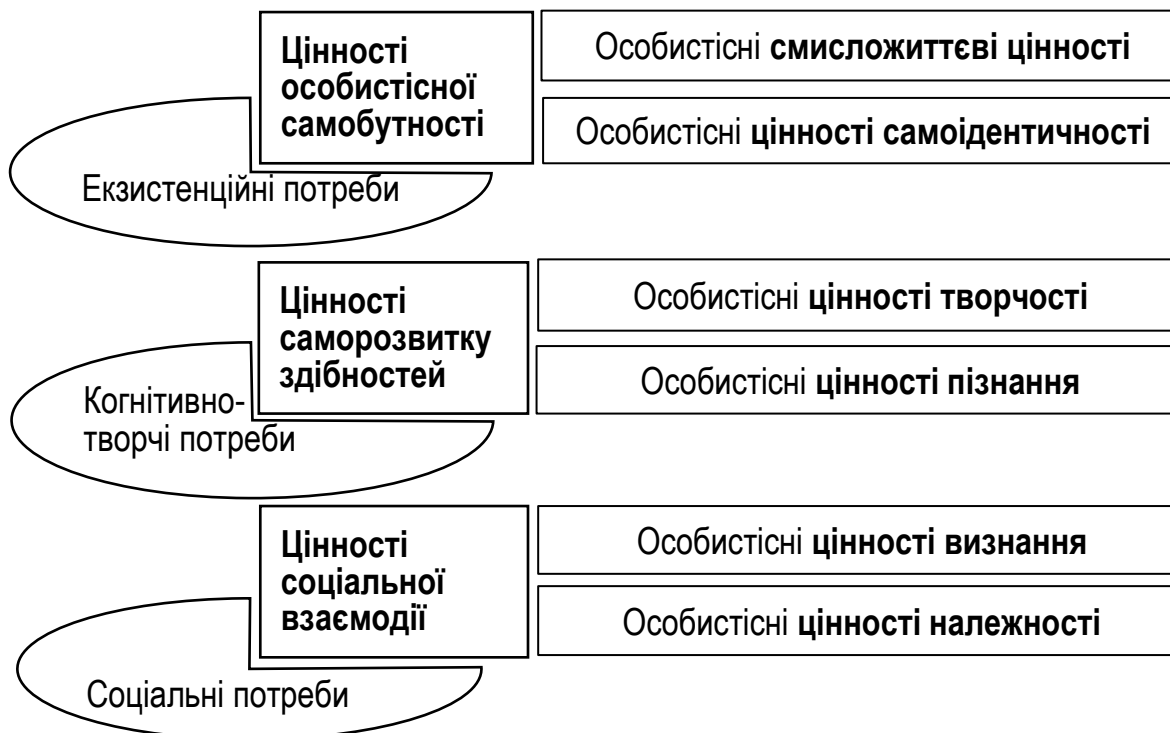 Цінності
особистісної
самобутності
Особистісні смисложиттєві цінності
Особистісні цінності самоідентичності
Екзистенційні потреби
Цінності
саморозвитку
здібностей
Особистісні цінності творчості
Особистісні цінності пізнання
Когнітивно-
творчі потреби
Цінності
соціальної
взаємодії
Особистісні цінності визнання
Особистісні цінності належності
Соціальні потреби